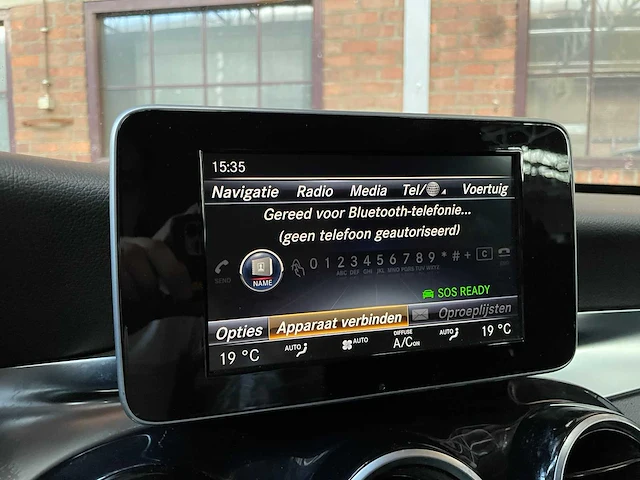 15:35
Navigatie Radio Media Tel/ Voertuig
Gereed voor Bluetooth-telefonie...
(geen telefoon geautoriseerd)
SEND NAME 0 1 2 3 4 5 6 7 8 9 * # + C
ABC DEF GHI JKL MNO PQRS TUV WXYZ
SOS READY
Opties Apparaat verbinden Oproeplijsten
19 °C AUTO AUTO DIFFUSE A/C ON AUTO 19 °C